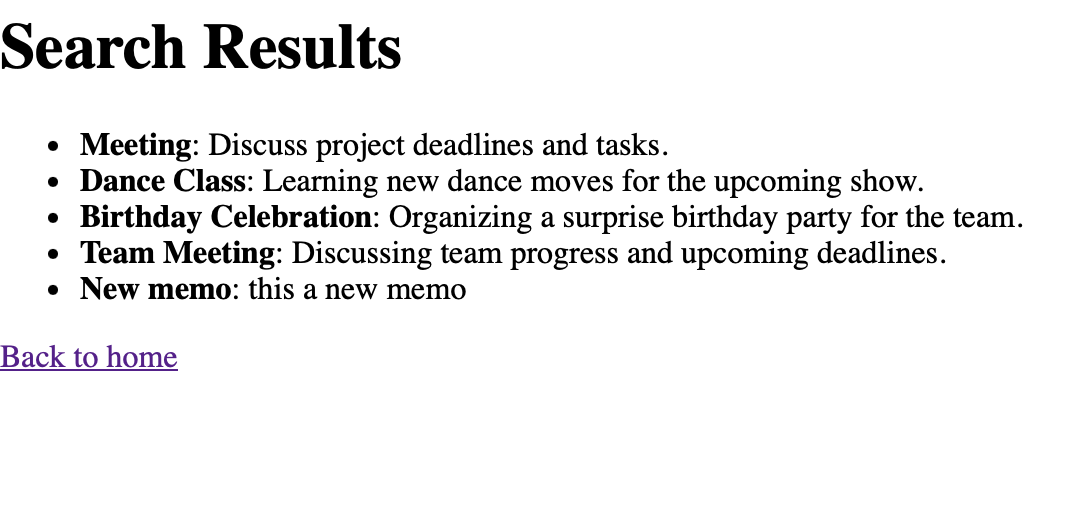 Search Results
• Meeting: Discuss project deadlines and tasks.
• Dance Class: Learning new dance moves for the upcoming show.
• Birthday Celebration: Organizing a surprise birthday party for the team.
• Team Meeting: Discussing team progress and upcoming deadlines.
• New memo: this a new memo
Back to home